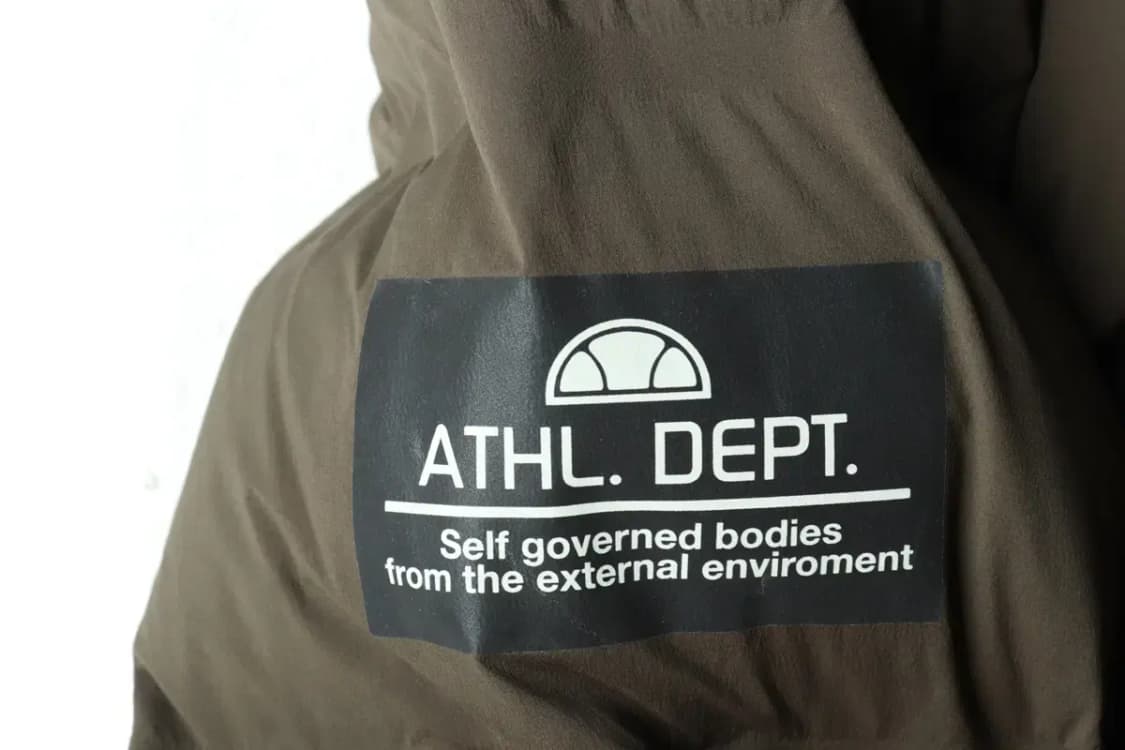 ATHL. DEPT.
Self governed bodies
from the external enviroment